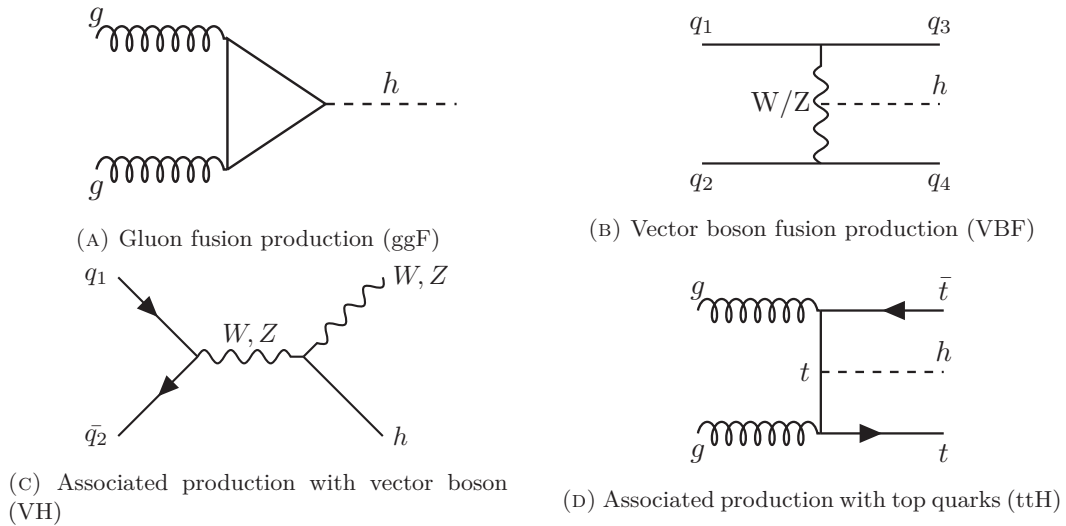 g
h
g
(A) Gluon fusion production (ggF)
q₁
q₃
W/Z
h
q₂
q₄
(B) Vector boson fusion production (VBF)
q₁
W, Z
W, Z
q̄₂
h
(C) Associated production with vector boson
(VH)
g
t̄
t
h
g
t
(D) Associated production with top quarks (ttH)